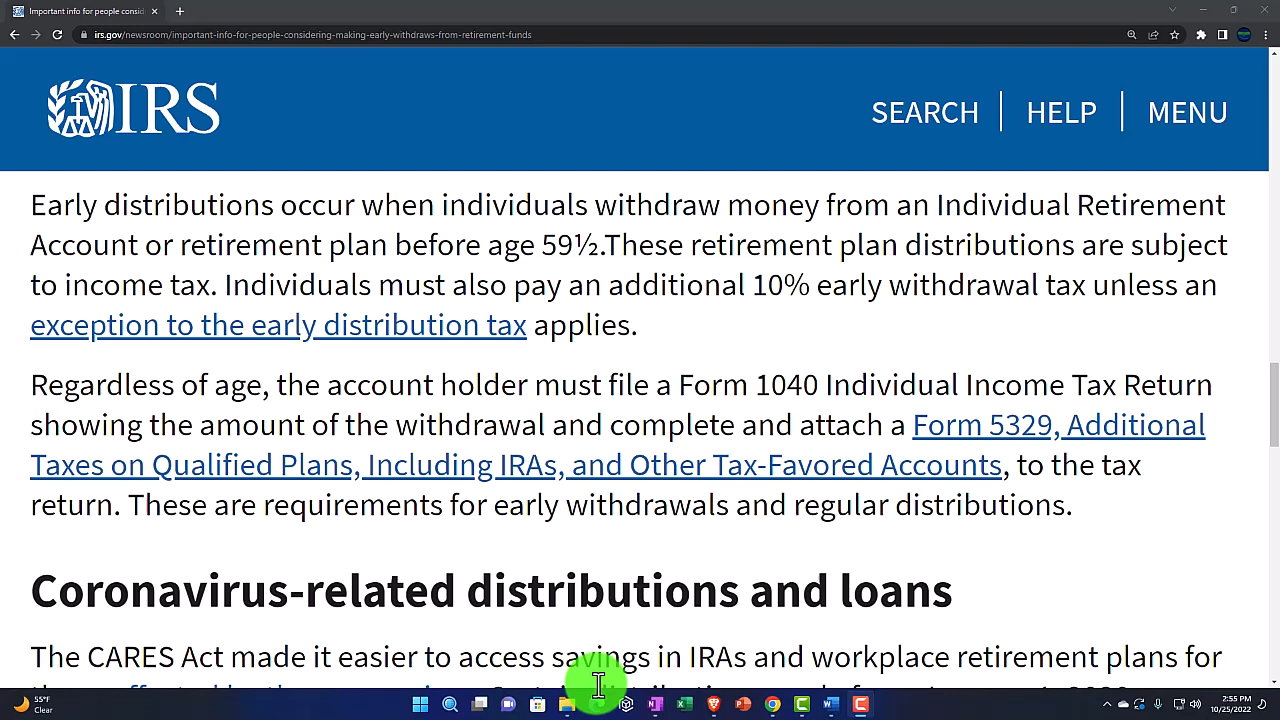 Important info for people consid
irs.gov/newsroom/important-info-for-people-considering-making-early-withdraws-from-retirement-funds
IRS
SEARCH
HELP
MENU
Early distributions occur when individuals withdraw money from an Individual Retirement
Account or retirement plan before age 59½.These retirement plan distributions are subject
to income tax. Individuals must also pay an additional 10% early withdrawal tax unless an
exception to the early distribution tax applies.
Regardless of age, the account holder must file a Form 1040 Individual Income Tax Return
showing the amount of the withdrawal and complete and attach a Form 5329, Additional
Taxes on Qualified Plans, Including IRAs, and Other Tax-Favored Accounts, to the tax
return. These are requirements for early withdrawals and regular distributions.
Coronavirus-related distributions and loans
The CARES Act made it easier to access savings in IRAs and workplace retirement plans for
55°F
Clear
2:55 PM
10/25/2022